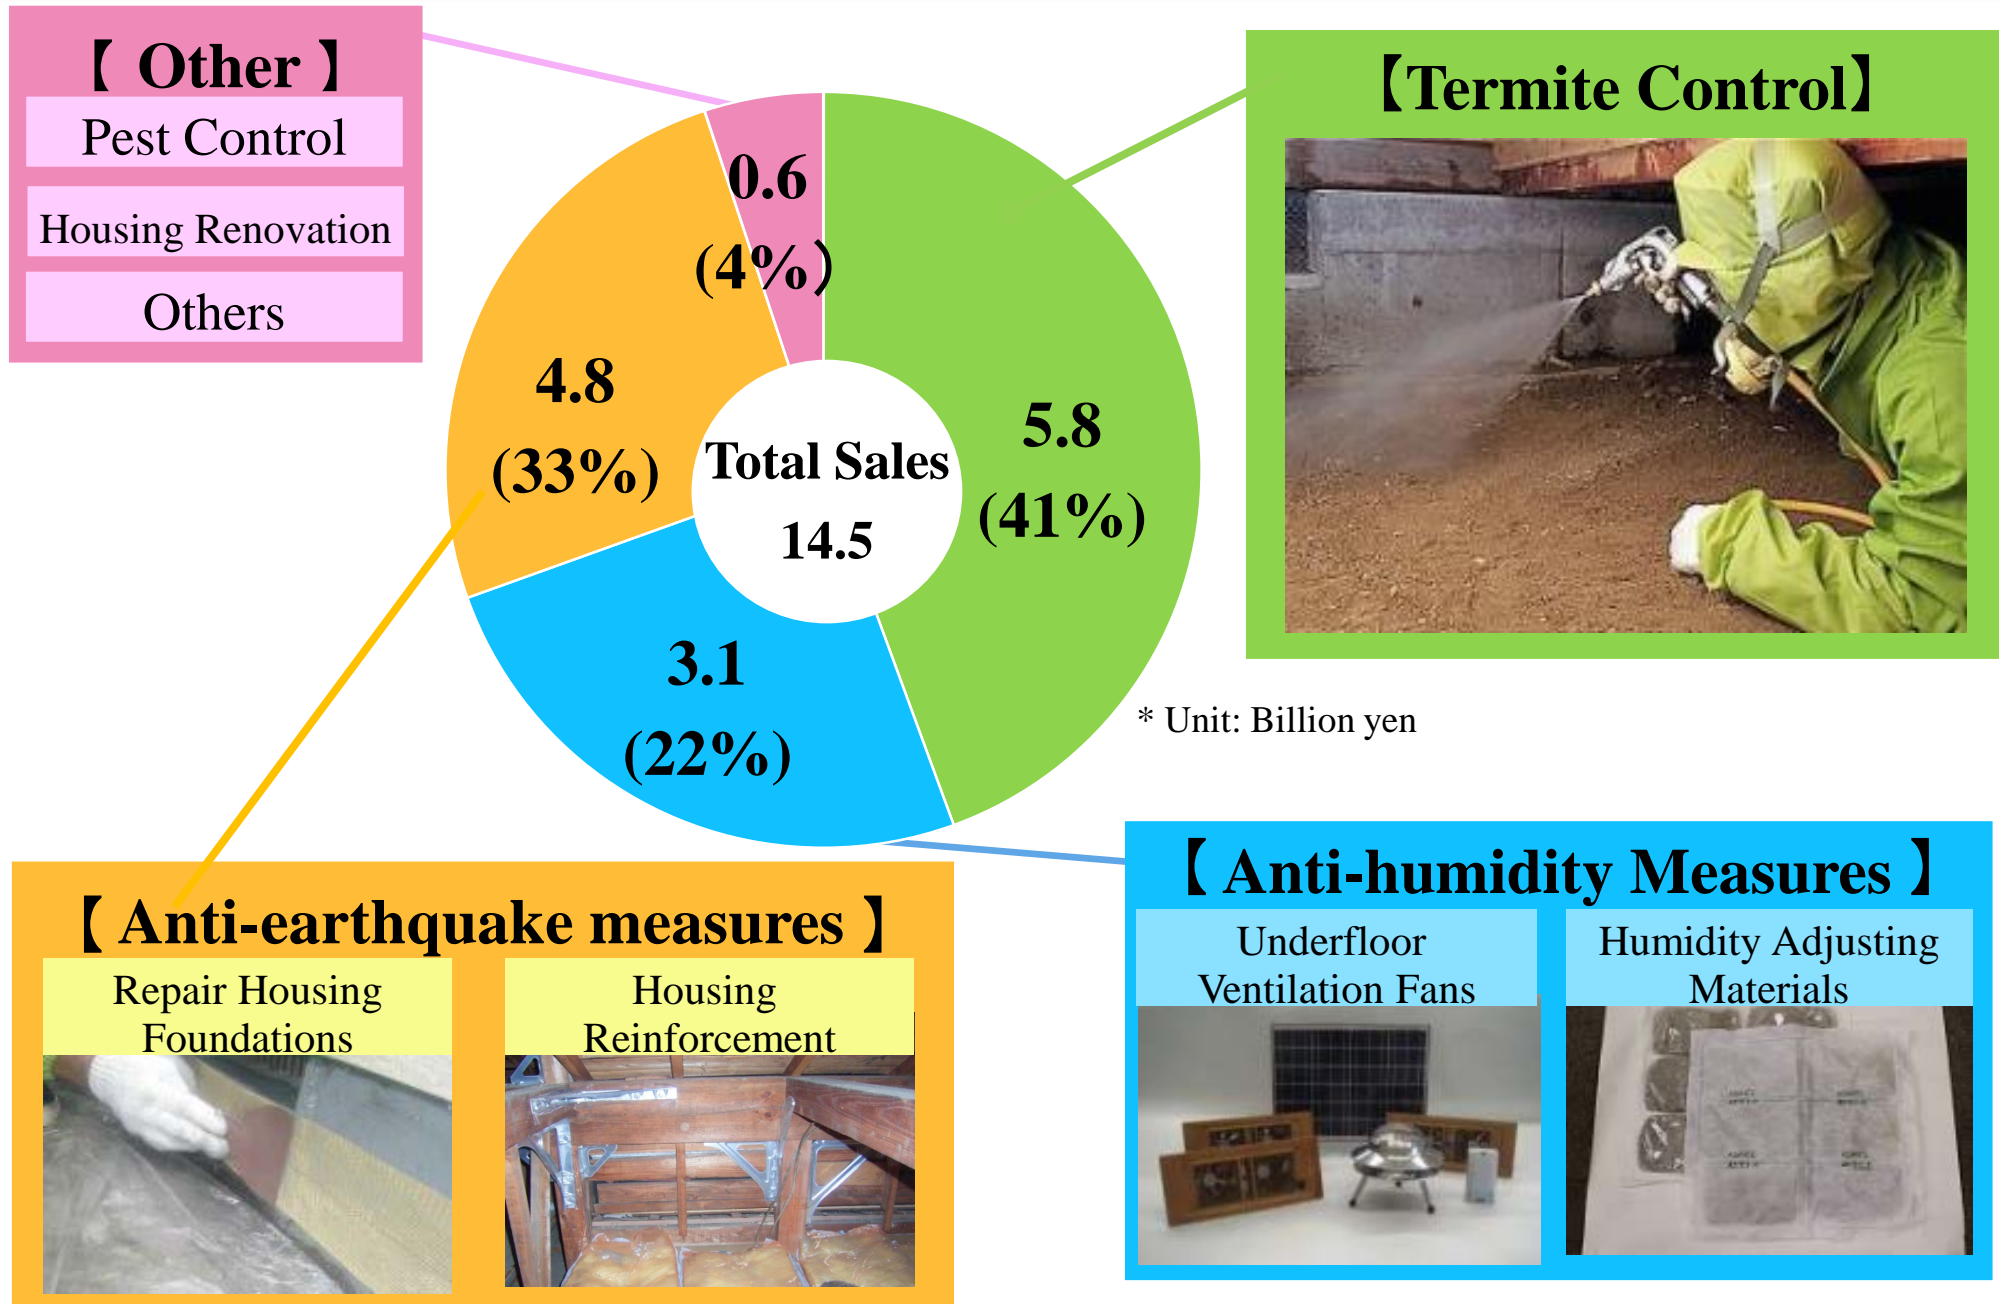 【 Other 】
Pest Control
Housing Renovation
Others
【Termite Control】
0.6
(4%)
4.8
(33%)
5.8
(41%)
Total Sales
14.5
3.1
(22%)
* Unit: Billion yen
【 Anti-earthquake measures 】
Repair Housing
Foundations
Housing
Reinforcement
【 Anti-humidity Measures 】
Underfloor
Ventilation Fans
Humidity Adjusting
Materials